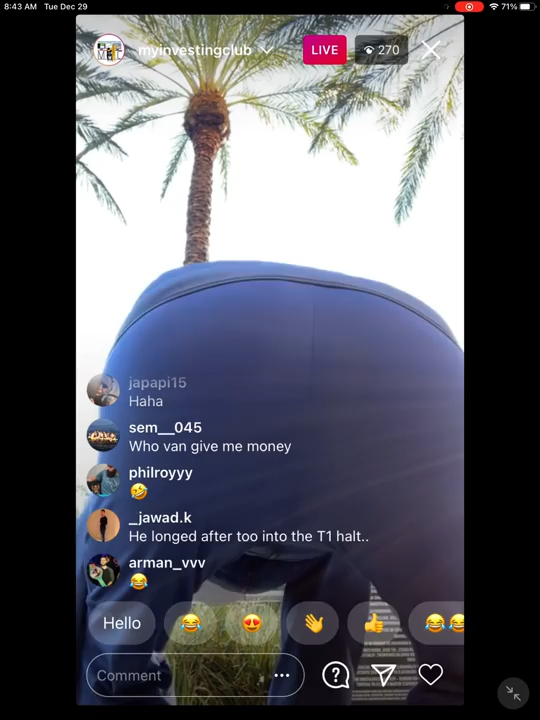 8:43 AM Tue Dec 29
71%
myinvestingclub
LIVE
270
japapi15
Haha
sem__045
Who van give me money
philroyyy
🤣
_jawad.k
He longed after too into the T1 halt..
arman_vvv
😂
Hello 😂 😍 👋 👍 😂😂
Comment